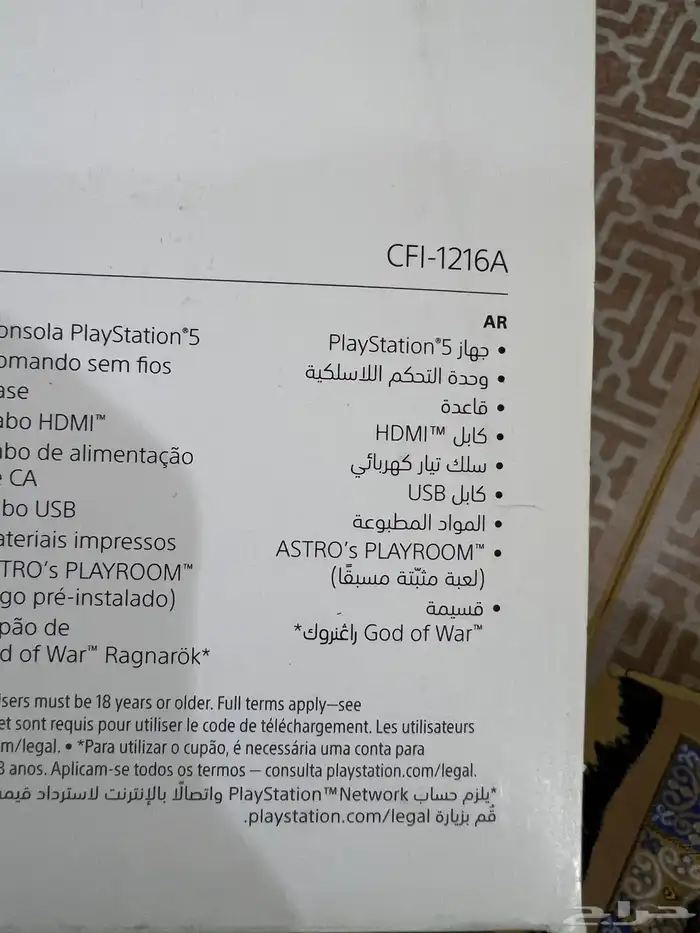 CFI-1216A
onsola PlayStation®5
omando sem fios
ase
abo HDMI™
abo de alimentação
e CA
bo USB
ateriais impressos
TRO's PLAYROOM™
go pré-instalado)
pão de
d of War™ Ragnarök*
AR
• جهاز PlayStation®5
• وحدة التحكم اللاسلكية
• قاعدة
• كابل HDMI™
• سلك تيار كهربائي
• كابل USB
• المواد المطبوعة
• ASTRO's PLAYROOM™
(لعبة مثبّتة مسبقًا)
• قسيمة
God of War™ راغنروك*
sers must be 18 years or older. Full terms apply—see
et sont requis pour utiliser le code de téléchargement. Les utilisateurs
m/legal. • *Para utilizar o cupão, é necessária uma conta para
8 anos. Aplicam-se todos os termos — consulta playstation.com/legal.
*يلزم حساب PlayStation™Network واتصالًا بالإنترنت لاسترداد قيمة
قُم بزيارة playstation.com/legal.
حراج